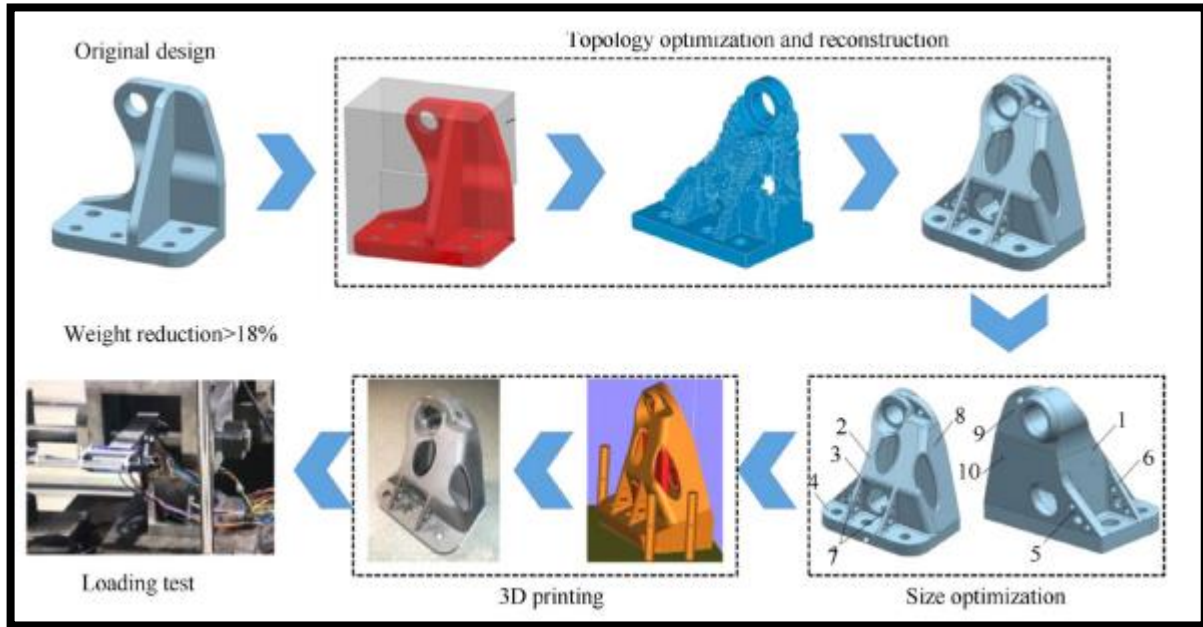 Original design
Topology optimization and reconstruction
Weight reduction>18%
2
3
4
7
8
9
10
1
6
5
Loading test
3D printing
Size optimization